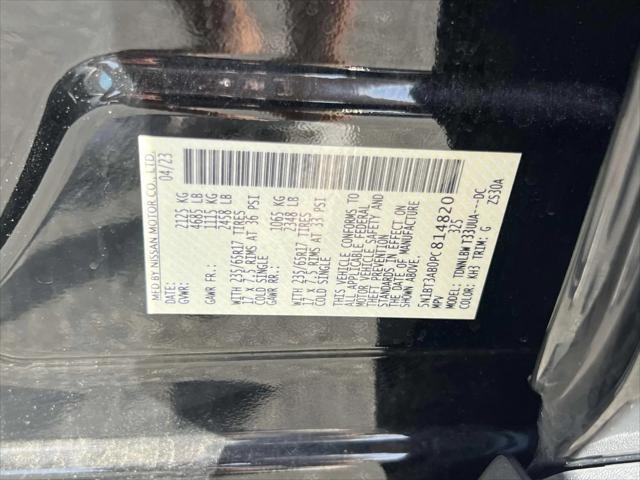 MFD BY NISSAN MOTOR CO., LTD.
04/23
GVWR: 2125 KG
4685 LB
GAWR FR.: 1115 KG
2458 LB
WITH 235/65R17 TIRES
17 X 7.5 RIMS AT 36 PSI
COLD SINGLE
GAWR RR.: 1065 KG
2348 LB
WITH 235/65R17 TIRES
17 X 7.5 RIMS AT 33 PSI
COLD SINGLE
THIS VEHICLE CONFORMS TO
ALL APPLICABLE FEDERAL
MOTOR VEHICLE SAFETY AND
THEFT PREVENTION
STANDARDS IN EFFECT ON
THE DATE OF MANUFACTURE
SHOWN ABOVE.
5N1BT3AB0PC814820
MPV 325
MODEL: TDNNLBW T33UUA--DC
COLOR: KH3 TRIM: G ZS30A